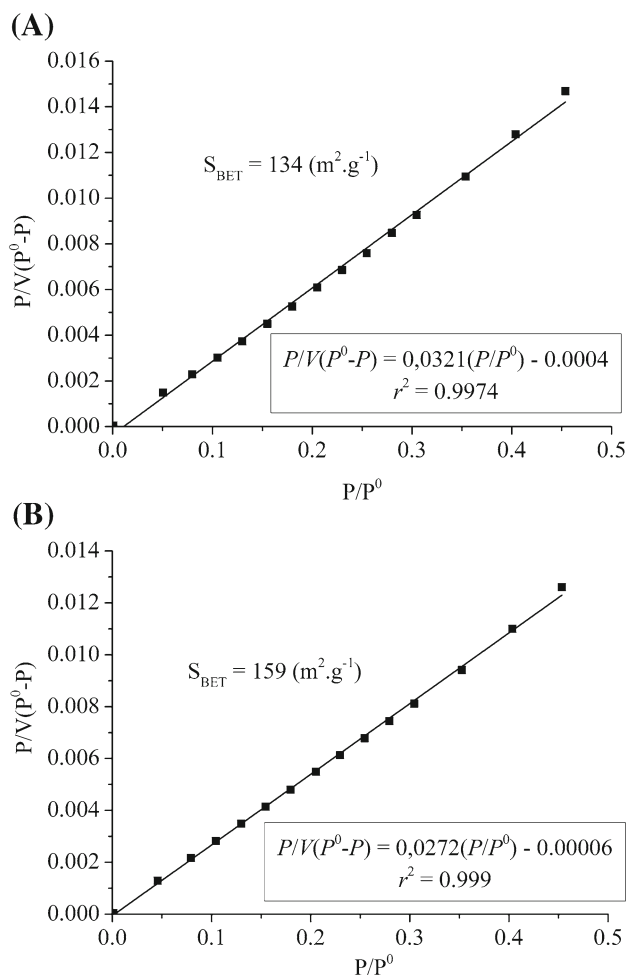 (A)
0.016
0.014
0.012
0.010
0.008
0.006
0.004
0.002
0.000
P/V(P⁰-P)
S_BET = 134 (m².g⁻¹)
P/V(P⁰-P) = 0,0321(P/P⁰) - 0.0004
r² = 0.9974
0.0 0.1 0.2 0.3 0.4 0.5
P/P⁰
(B)
0.014
0.012
0.010
0.008
0.006
0.004
0.002
0.000
P/V(P⁰-P)
S_BET = 159 (m².g⁻¹)
P/V(P⁰-P) = 0,0272(P/P⁰) - 0.00006
r² = 0.999
0.0 0.1 0.2 0.3 0.4 0.5
P/P⁰